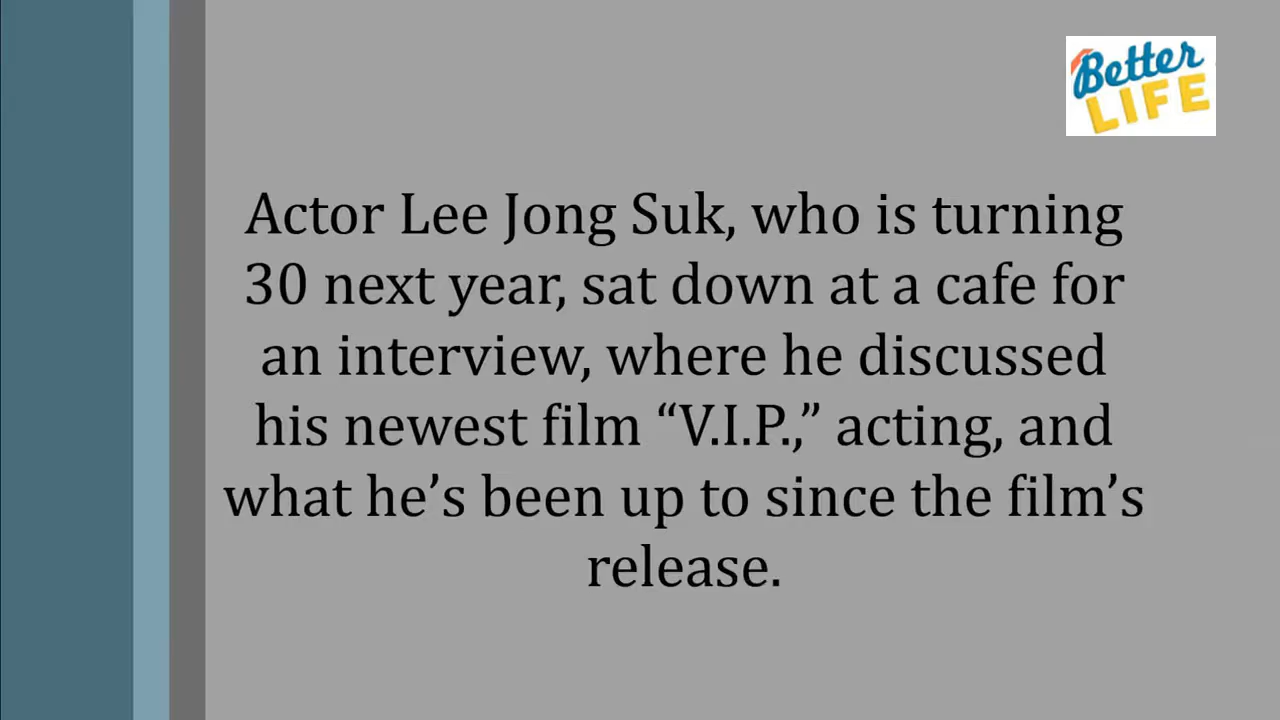 Better
LIFE
Actor Lee Jong Suk, who is turning
30 next year, sat down at a cafe for
an interview, where he discussed
his newest film “V.I.P.,” acting, and
what he’s been up to since the film’s
release.